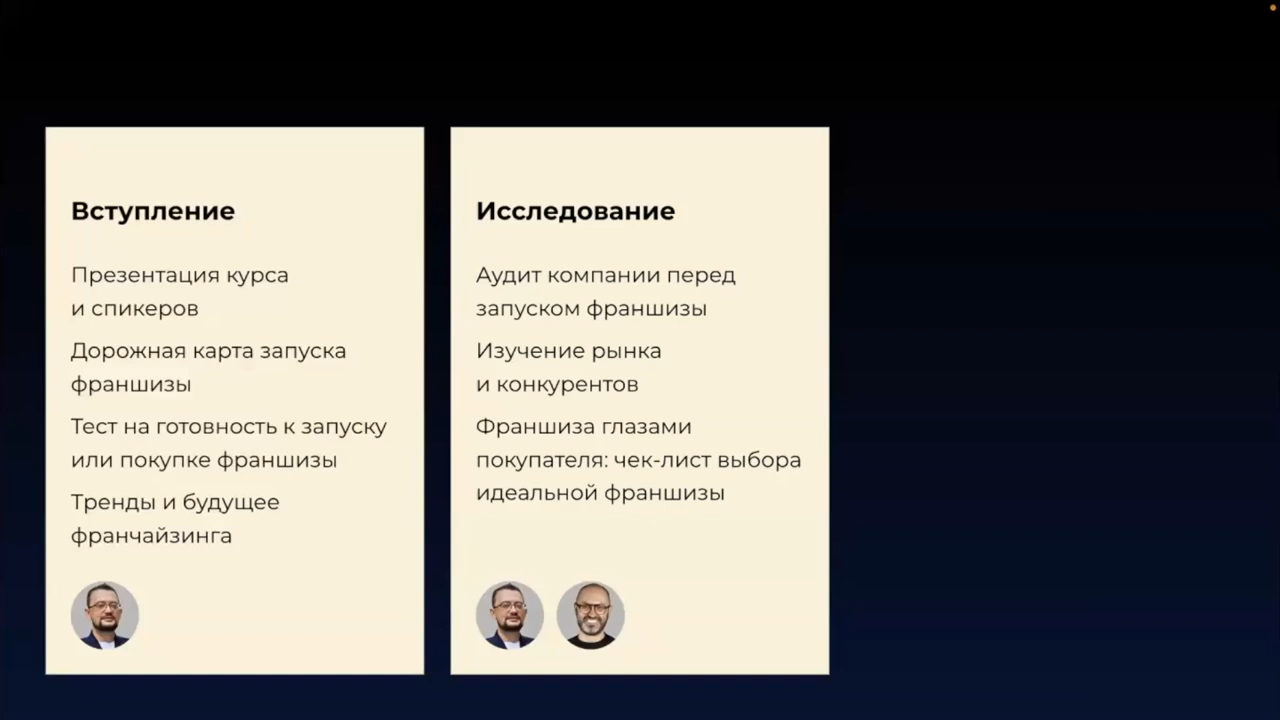 Вступление
Презентация курса
и спикеров
Дорожная карта запуска
франшизы
Тест на готовность к запуску
или покупке франшизы
Тренды и будущее
франчайзинга
Исследование
Аудит компании перед
запуском франшизы
Изучение рынка
и конкурентов
Франшиза глазами
покупателя: чек-лист выбора
идеальной франшизы